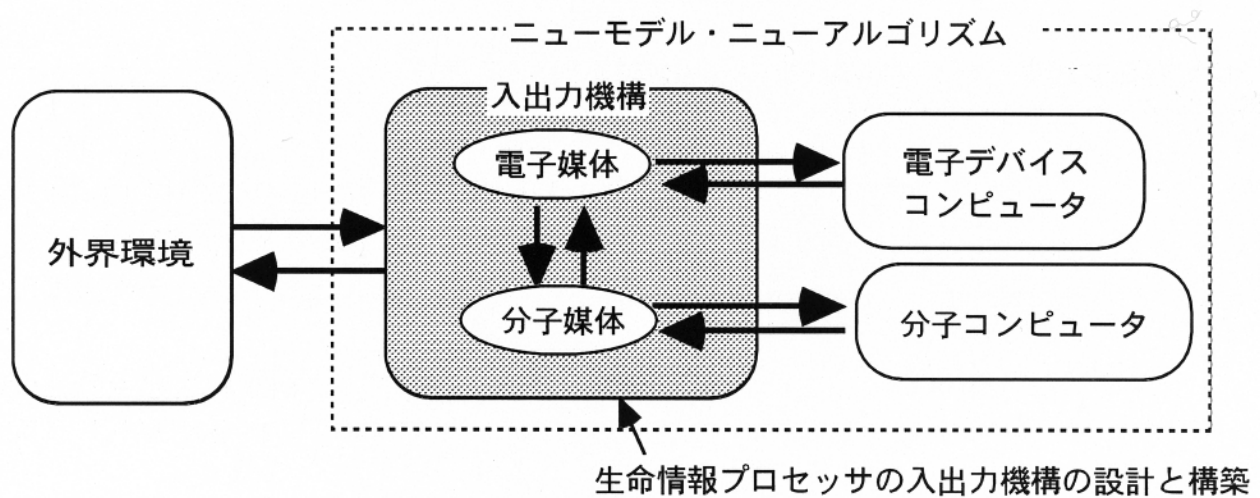 ニューモデル・ニューアルゴリズム
入出力機構
外界環境
電子媒体
分子媒体
電子デバイス
コンピュータ
分子コンピュータ
生命情報プロセッサの入出力機構の設計と構築